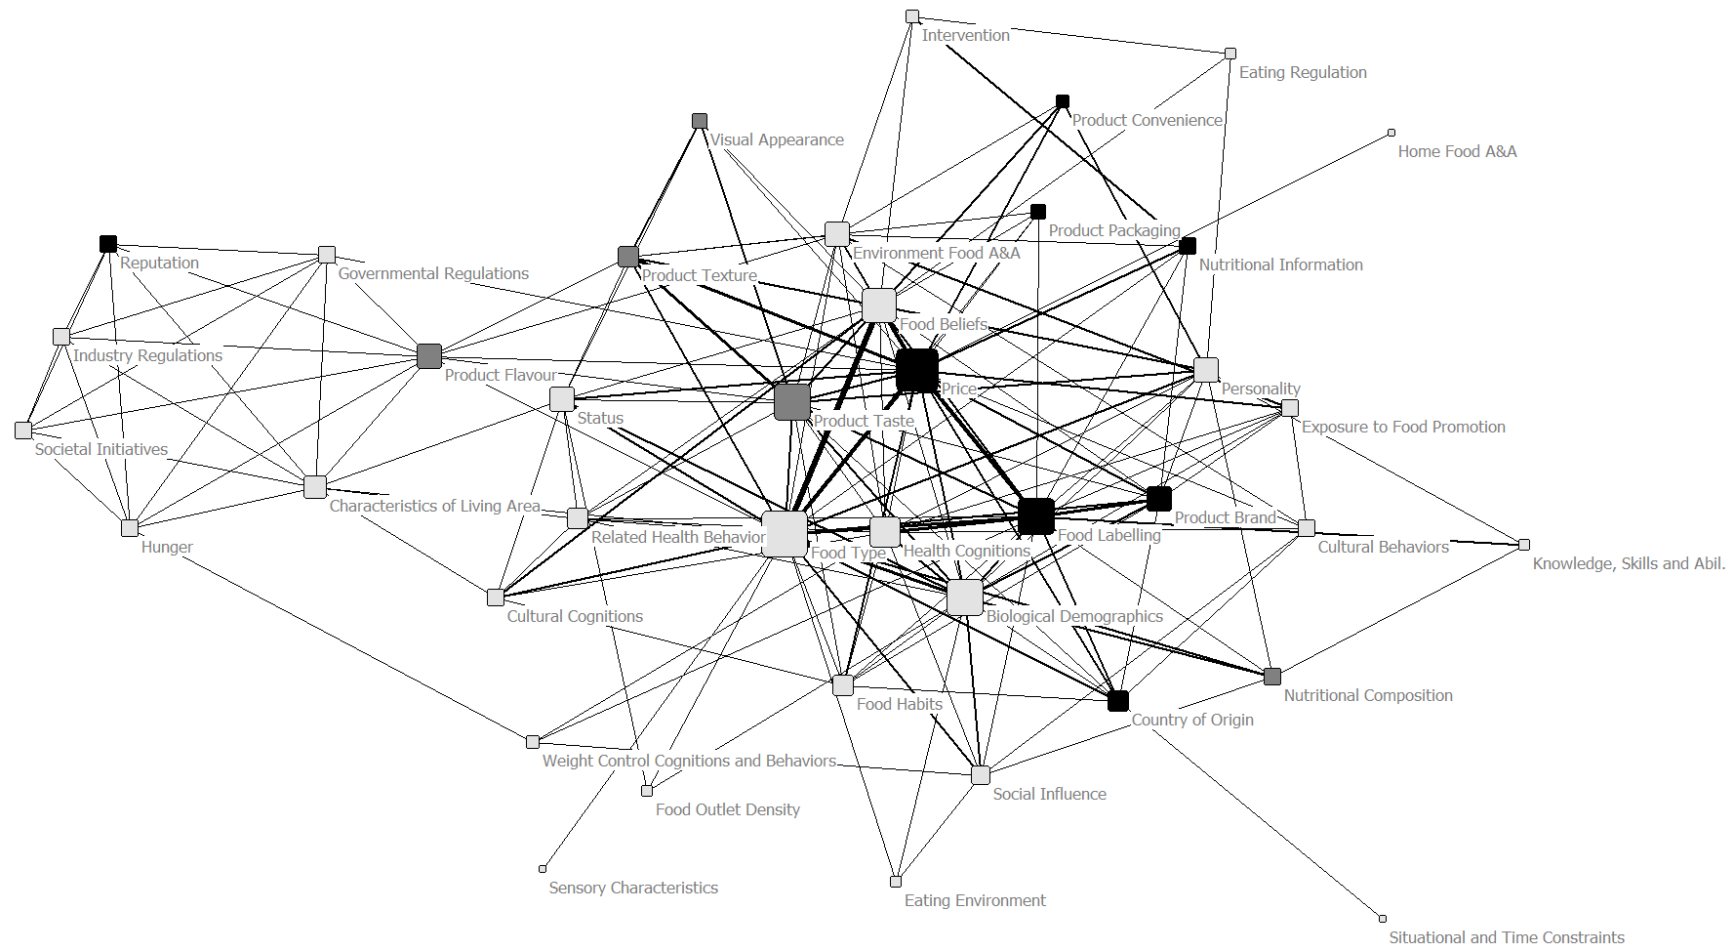 Intervention
Eating Regulation
Product Convenience
Visual Appearance
Home Food A&A
Product Packaging
Environment Food A&A
Reputation
Nutritional Information
Governmental Regulations
Product Texture
Food Beliefs
Industry Regulations
Product Flavour
Price
Personality
Status
Product Taste
Exposure to Food Promotion
Societal Initiatives
Characteristics of Living Area
Product Brand
Related Health Behavior
Food Labelling
Hunger
Cultural Behaviors
Food Type
Health Cognitions
Knowledge, Skills and Abil.
Cultural Cognitions
Biological Demographics
Nutritional Composition
Food Habits
Country of Origin
Weight Control Cognitions and Behaviors
Social Influence
Food Outlet Density
Sensory Characteristics
Eating Environment
Situational and Time Constraints